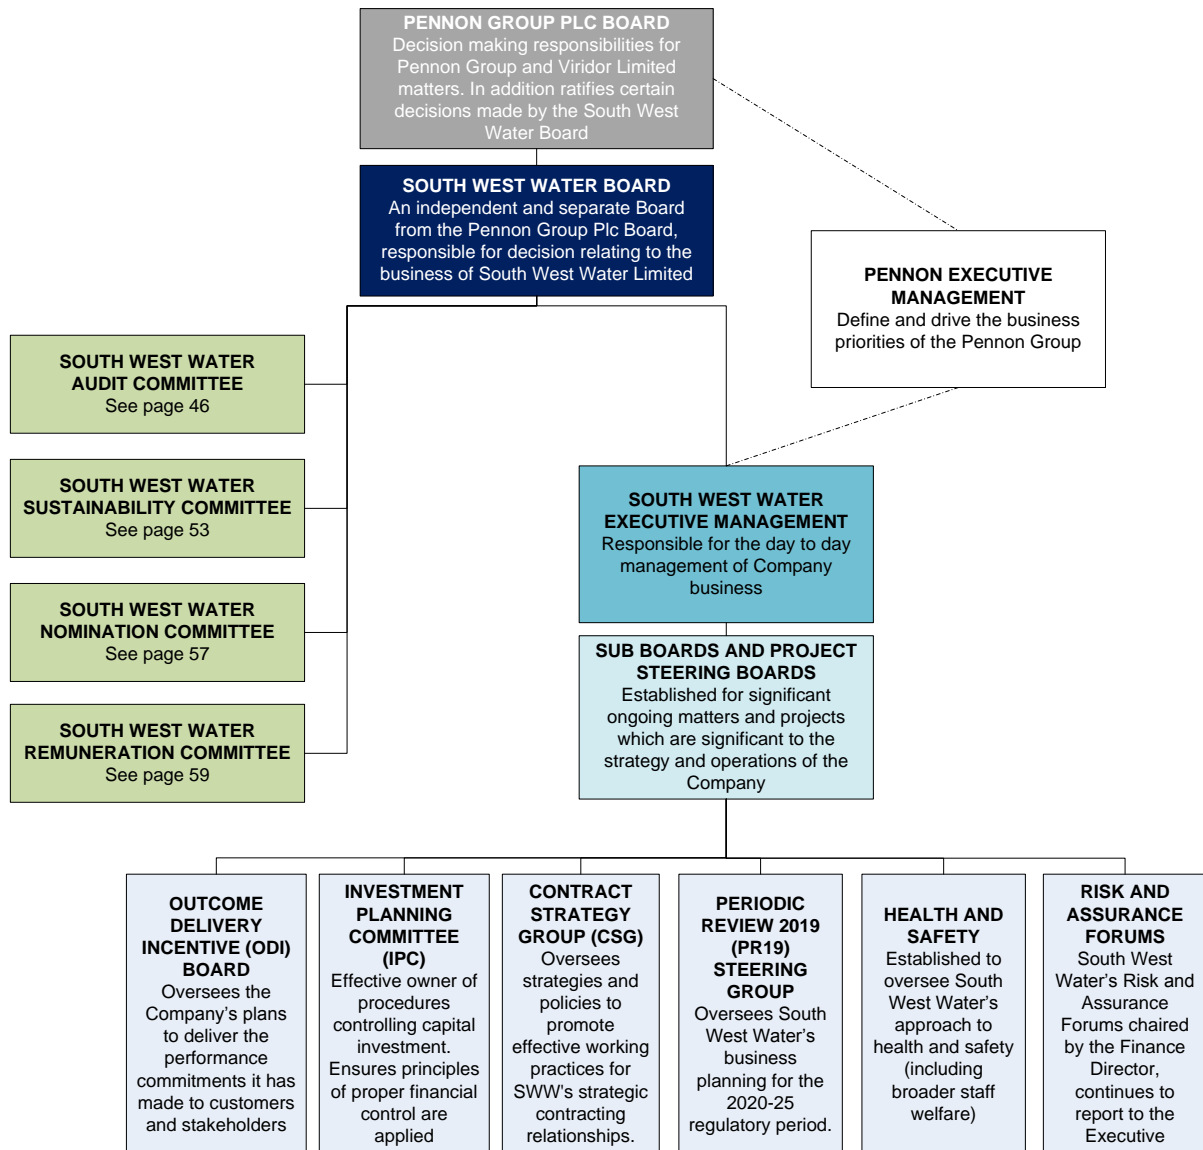 PENNON GROUP PLC BOARD
Decision making responsibilities for
Pennon Group and Viridor Limited
matters. In addition ratifies certain
decisions made by the South West
Water Board
SOUTH WEST WATER BOARD
An independent and separate Board
from the Pennon Group Plc Board,
responsible for decision relating to the
business of South West Water Limited
PENNON EXECUTIVE
MANAGEMENT
Define and drive the business
priorities of the Pennon Group
SOUTH WEST WATER
AUDIT COMMITTEE
See page 46
SOUTH WEST WATER
SUSTAINABILITY COMMITTEE
See page 53
SOUTH WEST WATER
NOMINATION COMMITTEE
See page 57
SOUTH WEST WATER
REMUNERATION COMMITTEE
See page 59
SOUTH WEST WATER
EXECUTIVE MANAGEMENT
Responsible for the day to day
management of Company
business
SUB BOARDS AND PROJECT
STEERING BOARDS
Established for significant
ongoing matters and projects
which are significant to the
strategy and operations of the
Company
OUTCOME
DELIVERY
INCENTIVE (ODI)
BOARD
Oversees the
Company's plans
to deliver the
performance
commitments it has
made to customers
and stakeholders
INVESTMENT
PLANNING
COMMITTEE
(IPC)
Effective owner of
procedures
controlling capital
investment.
Ensures principles
of proper financial
control are
applied
CONTRACT
STRATEGY
GROUP (CSG)
Oversees
strategies and
policies to
promote
effective working
practices for
SWW's strategic
contracting
relationships.
PERIODIC
REVIEW 2019
(PR19)
STEERING
GROUP
Oversees South
West Water's
business
planning for the
2020-25
regulatory period.
HEALTH AND
SAFETY
Established to
oversee South
West Water's
approach to
health and safety
(including
broader staff
welfare)
RISK AND
ASSURANCE
FORUMS
South West
Water's Risk and
Assurance
Forums chaired
by the Finance
Director,
continues to
report to the
Executive